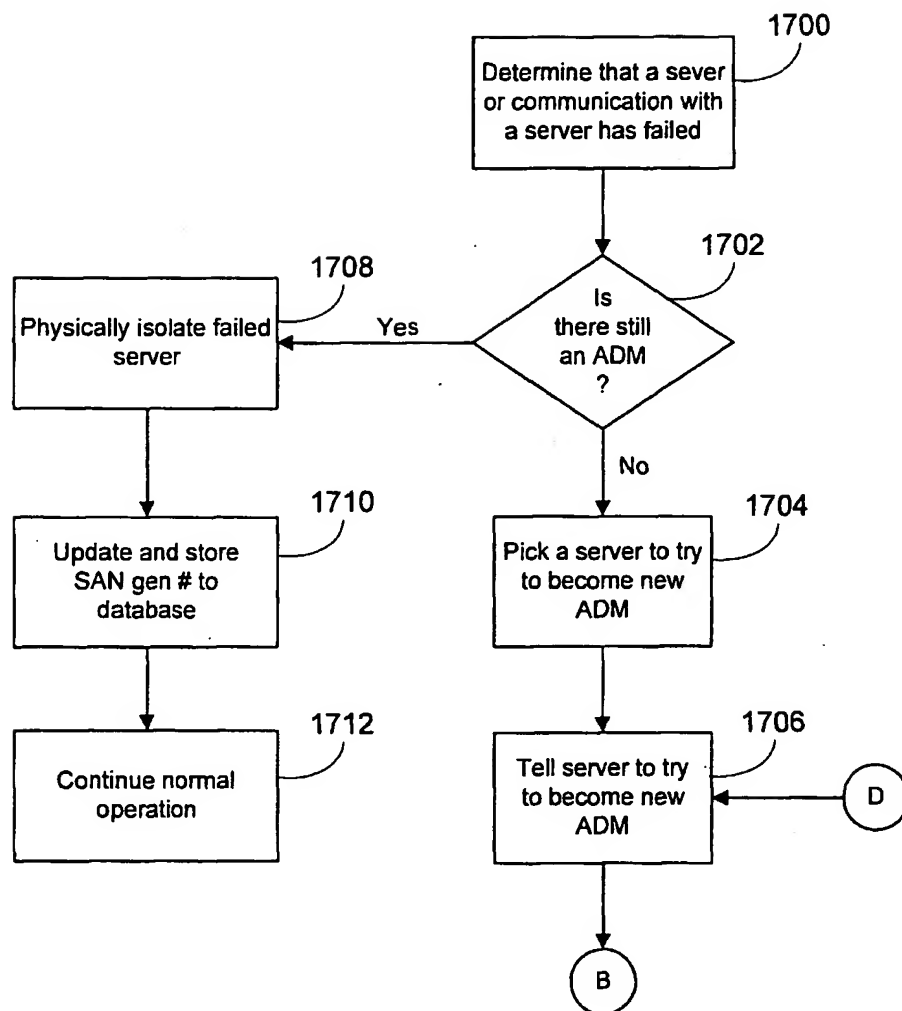 1700
Determine that a sever
or communication with
a server has failed
1702
Is
there still
an ADM
?
Yes
No
1708
Physically isolate failed
server
1710
Update and store
SAN gen # to
database
1712
Continue normal
operation
1704
Pick a server to try
to become new
ADM
1706
Tell server to try
to become new
ADM
D
B